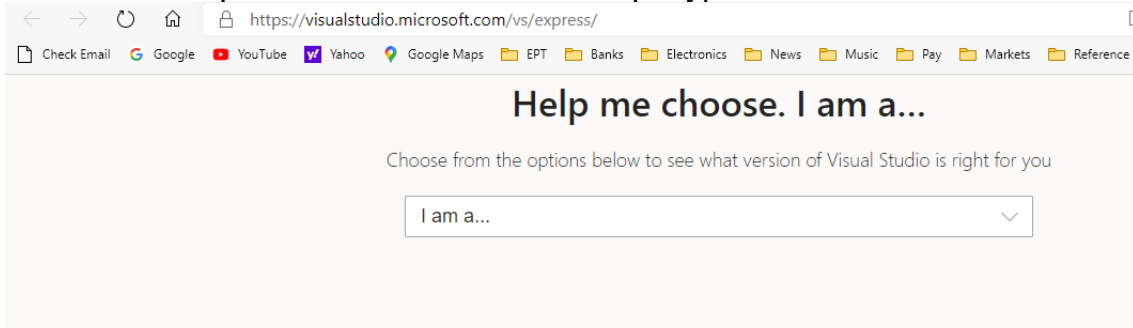 https://visualstudio.microsoft.com/vs/express/
Check Email Google YouTube Yahoo Google Maps EPT Banks Electronics News Music Pay Markets Reference
Help me choose. I am a...
Choose from the options below to see what version of Visual Studio is right for you
I am a...